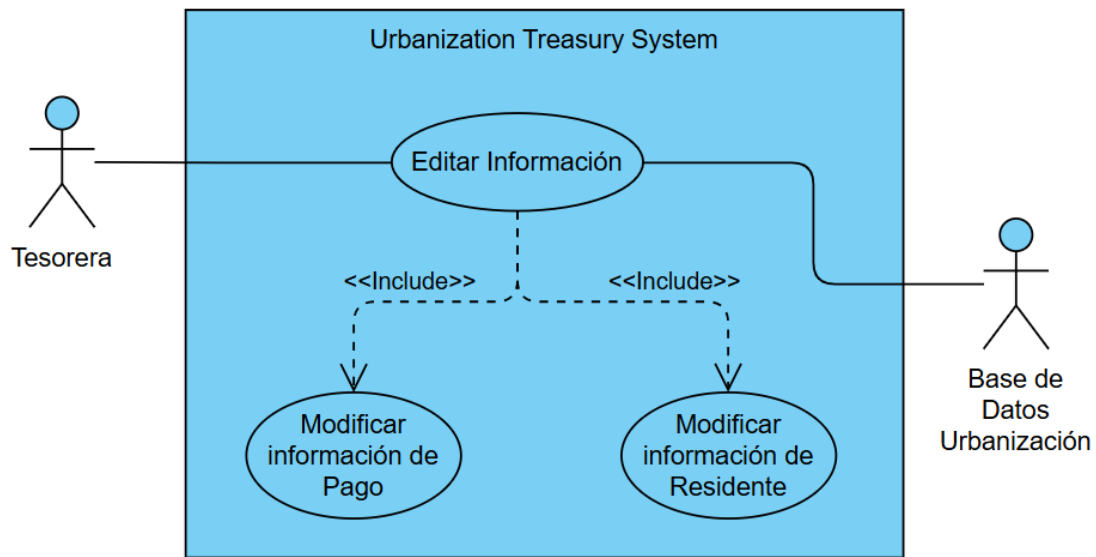 Urbanization Treasury System
Editar Información
Tesorera
<<Include>>
<<Include>>
Modificar
información de
Pago
Modificar
información de
Residente
Base de
Datos
Urbanización